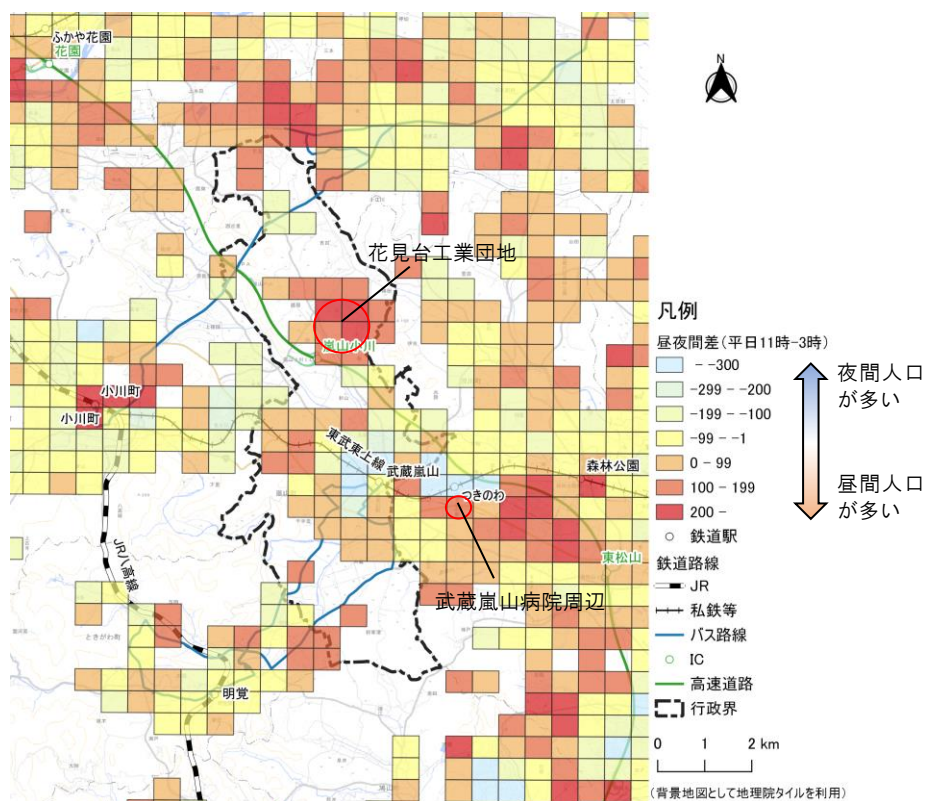 ふかや花園
花園
N
花見台工業団地
嵐山小川
小川町
小川町
東武東上線
武蔵嵐山
つきのわ
森林公園
東松山
武蔵嵐山病院周辺
JR八高線
ときがわ町
明覚
凡例
昼夜間差(平日11時-3時)
- -300
-299 - -200
-199 - -100
-99 - -1
0 - 99
100 - 199
200 -
鉄道駅
鉄道路線
JR
私鉄等
バス路線
IC
高速道路
行政界
夜間人口
が多い
昼間人口
が多い
0 1 2 km
(背景地図として地理院タイルを利用)